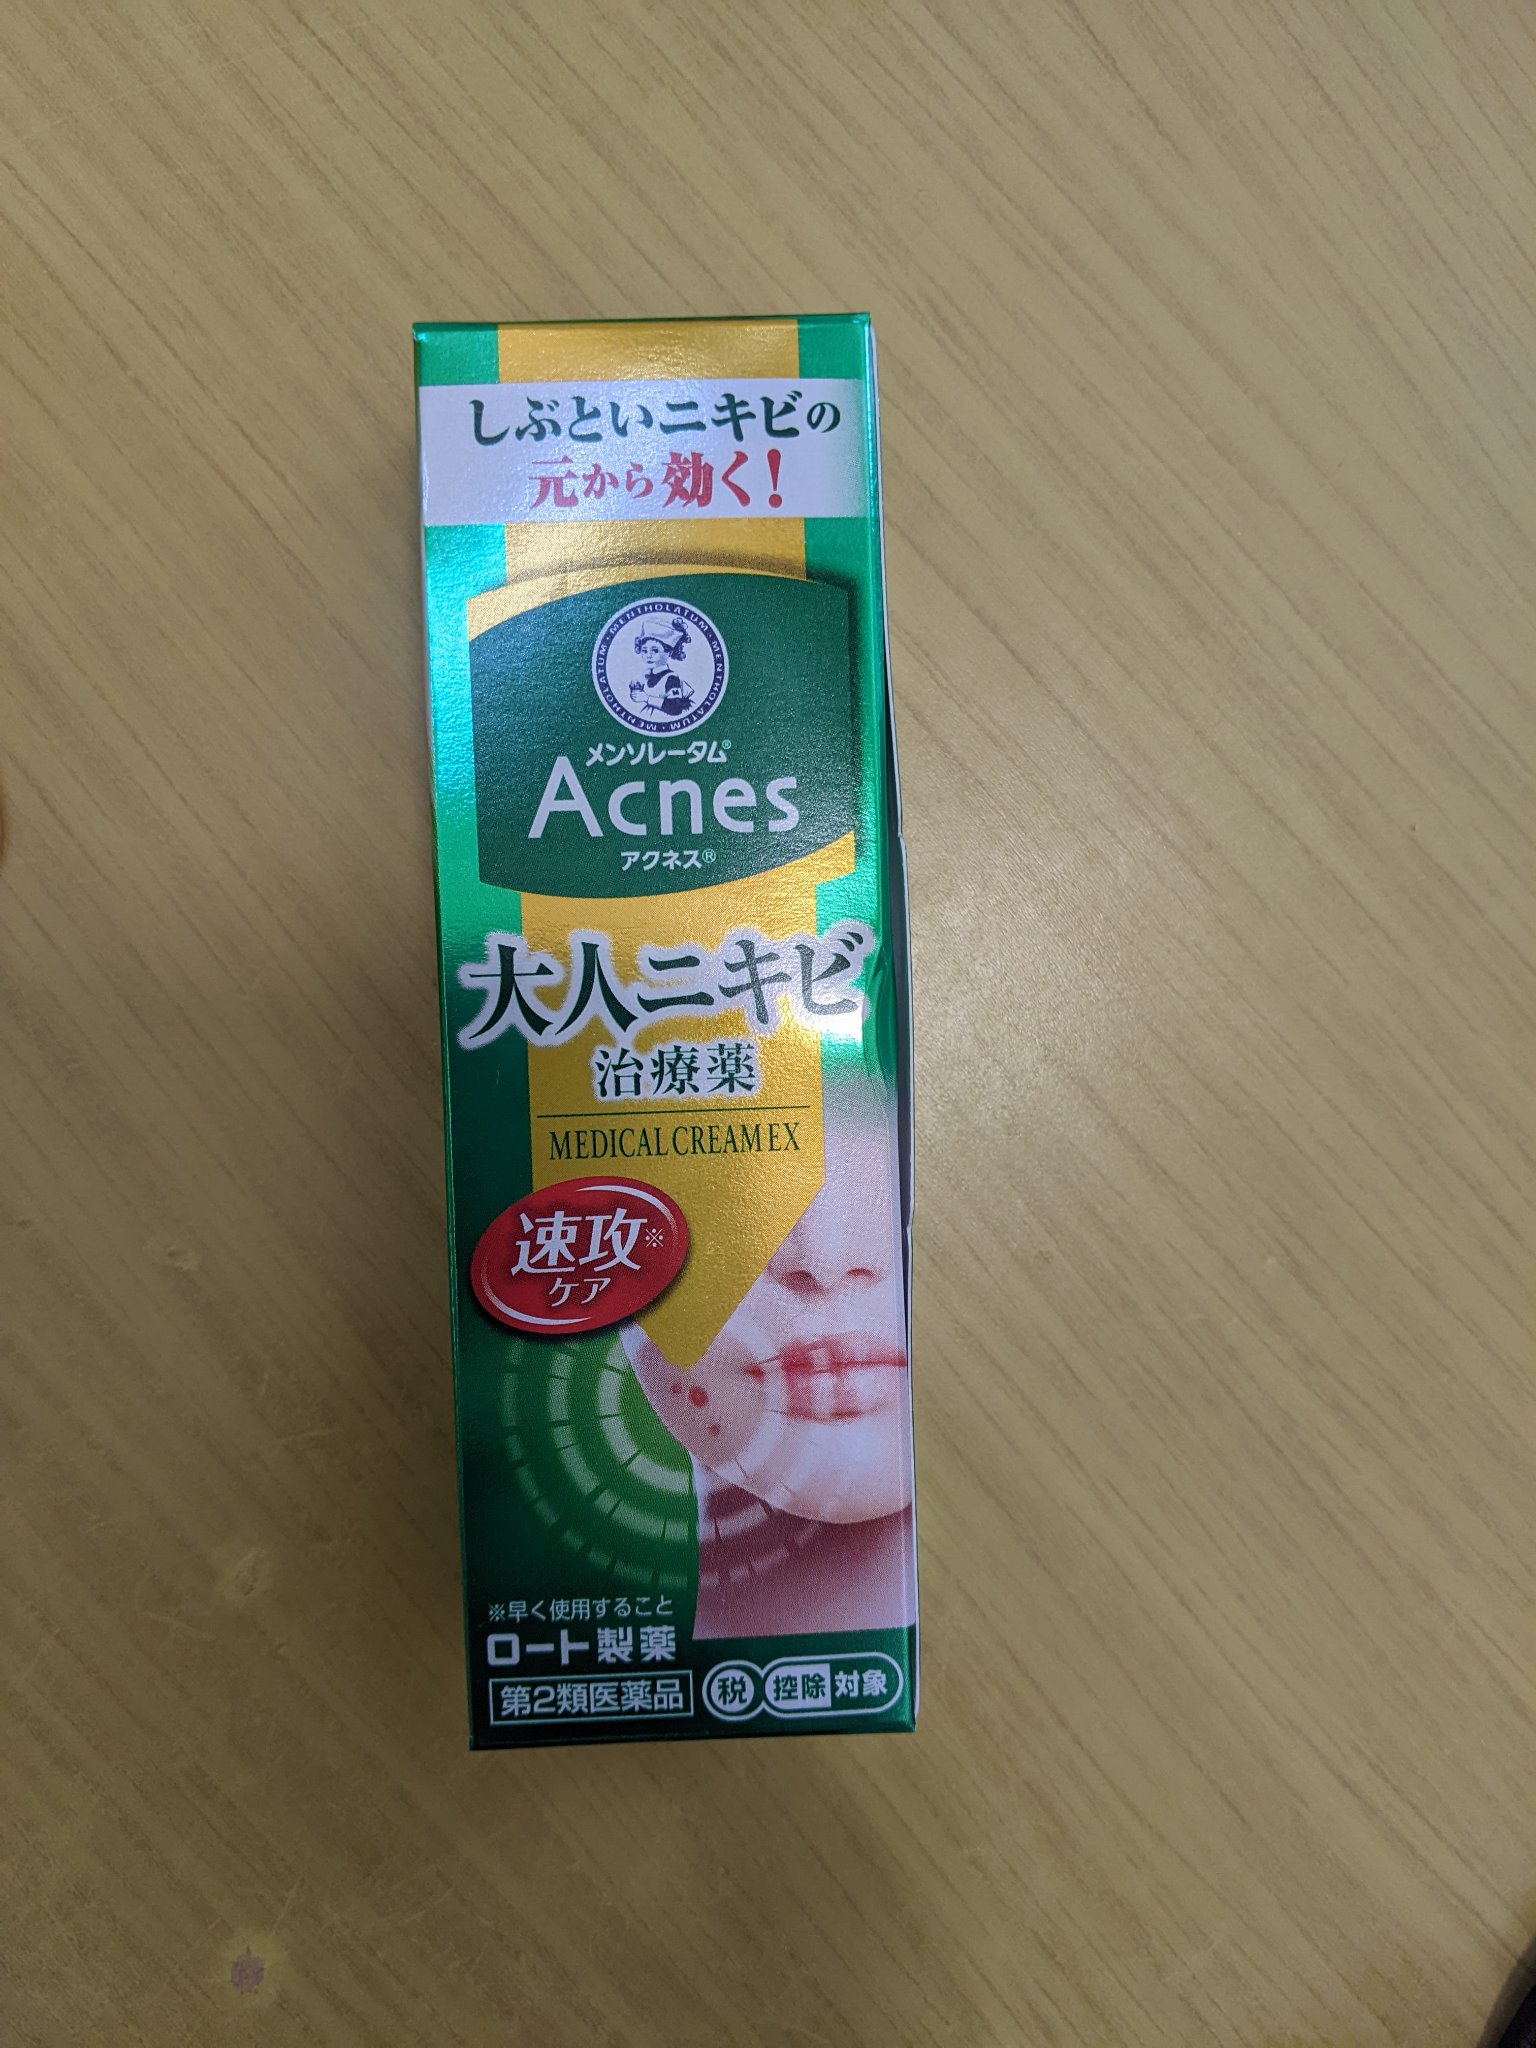 しぶといニキビの
元から効く!
MENTHOLATUM・MENTHOLATUM・MENTHOLATUM・
メンソレータム®
Acnes
アクネス®
大人ニキビ
治療薬
MEDICAL CREAM EX
速攻※
ケア
※早く使用すること
ロート製薬
第2類医薬品 税 控除対象